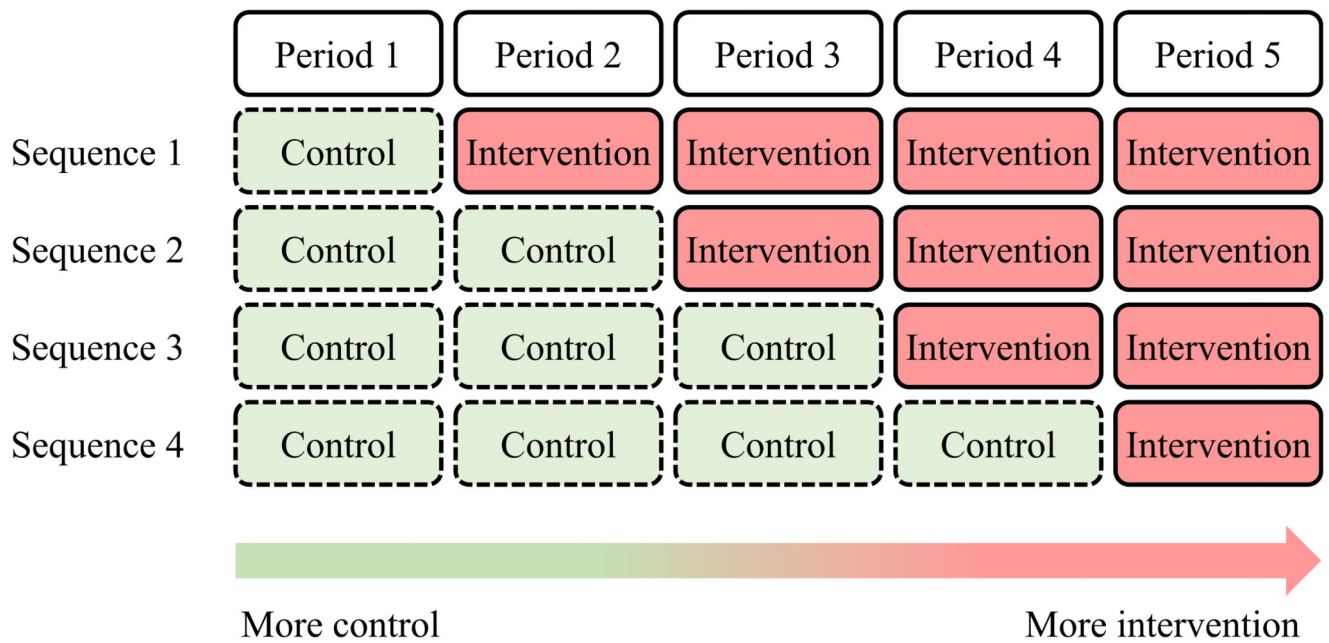 Period 1 Period 2 Period 3 Period 4 Period 5
Sequence 1 Control Intervention Intervention Intervention Intervention
Sequence 2 Control Control Intervention Intervention Intervention
Sequence 3 Control Control Control Intervention Intervention
Sequence 4 Control Control Control Control Intervention
More control More intervention